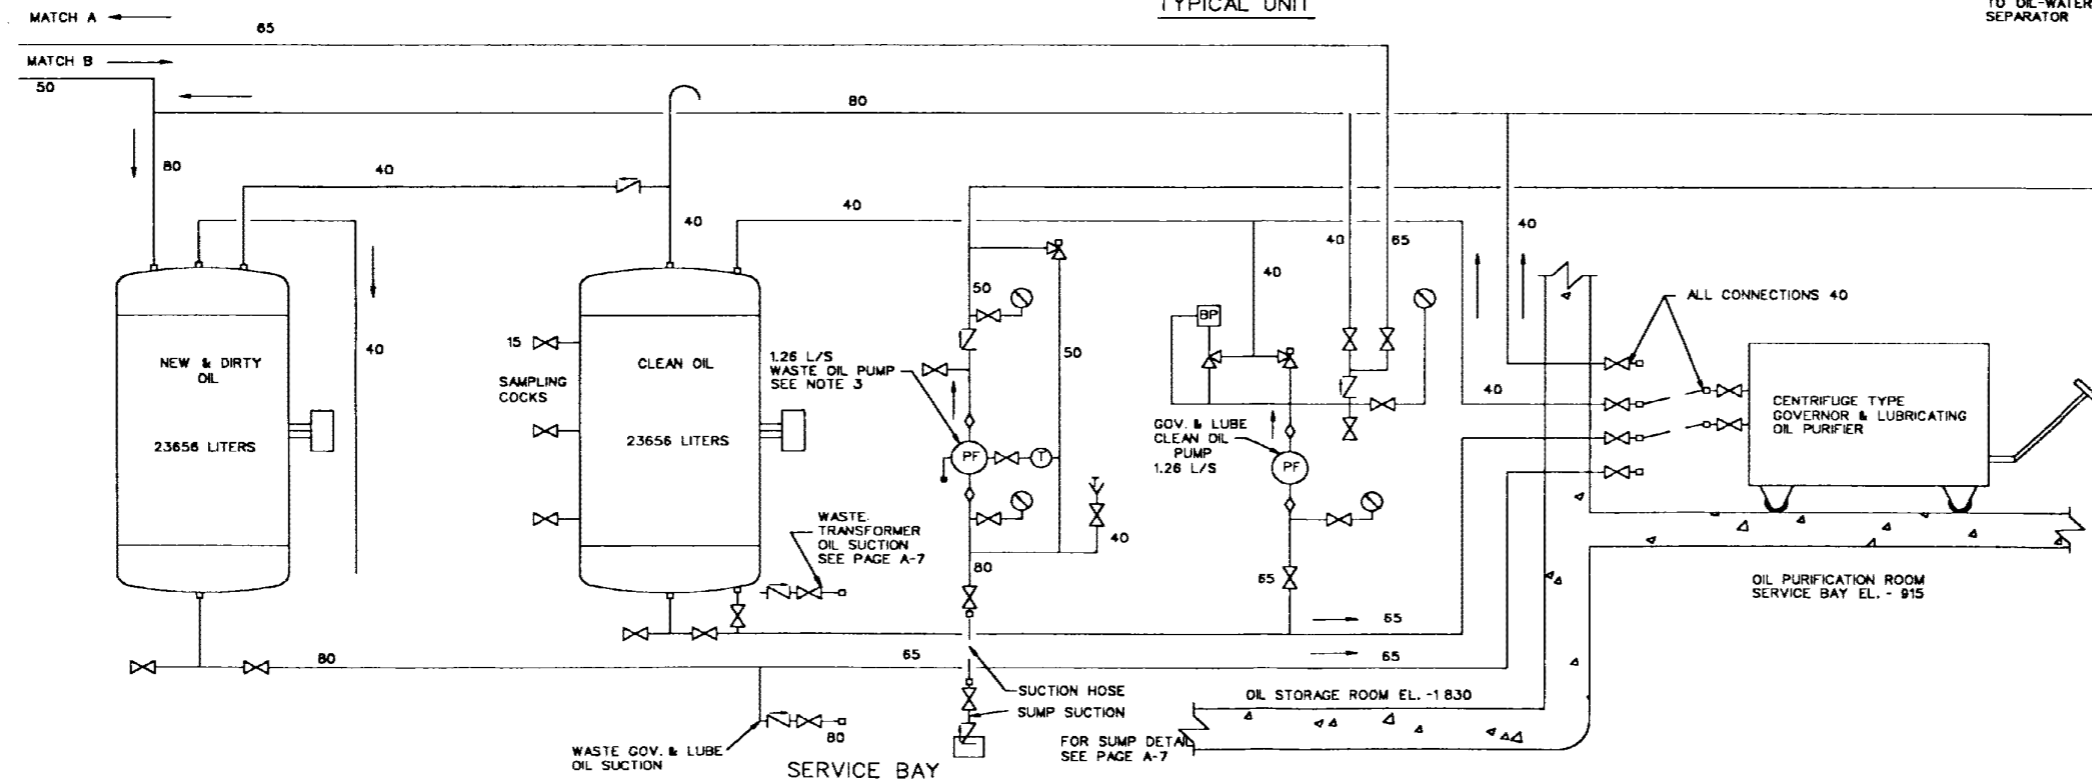 TYPICAL UNIT
TO OIL-WATER
SEPARATOR
MATCH A
65
MATCH B
50
80
80
40
40
40
40
40
65
40
50
40
50
BP
ALL CONNECTIONS 40
NEW & DIRTY
OIL
23656 LITERS
40
15
SAMPLING
COCKS
CLEAN OIL
23656 LITERS
1.26 L/S
WASTE OIL PUMP
SEE NOTE 3
PF
T
GOV. & LUBE
CLEAN OIL
PUMP
1.26 L/S
PF
40
CENTRIFUGE TYPE
GOVERNOR & LUBRICATING
OIL PURIFIER
WASTE
TRANSFORMER
OIL SUCTION
SEE PAGE A-7
40
80
65
OIL PURIFICATION ROOM
SERVICE BAY EL. - 915
65
80
65
65
SUCTION HOSE
SUMP SUCTION
OIL STORAGE ROOM EL. -1830
WASTE GOV. & LUBE
OIL SUCTION
80
FOR SUMP DETAIL
SEE PAGE A-7
SERVICE BAY